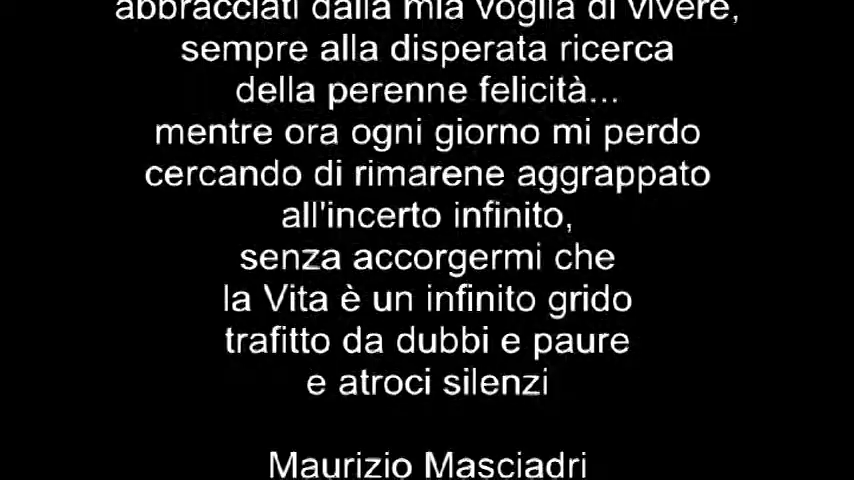 abbracciati dalla mia voglia di vivere,
sempre alla disperata ricerca
della perenne felicità...
mentre ora ogni giorno mi perdo
cercando di rimarene aggrappato
all'incerto infinito,
senza accorgermi che
la Vita è un infinito grido
trafitto da dubbi e paure
e atroci silenzi
Maurizio Masciadri